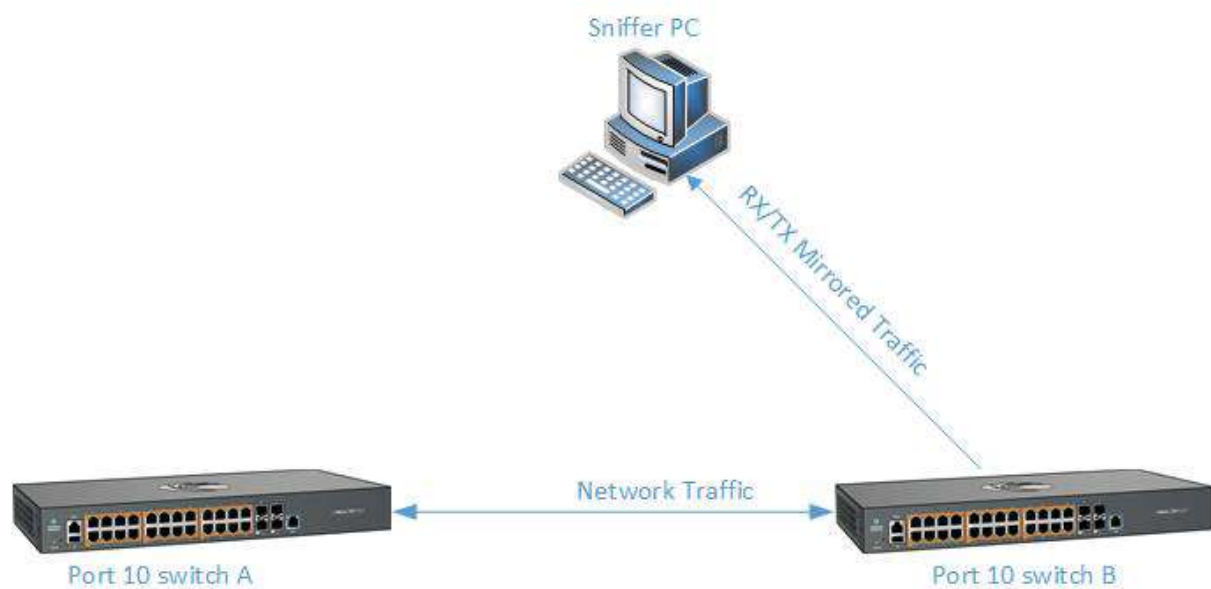 Sniffer PC
RX/TX Mirrored Traffic
Network Traffic
Port 10 switch A
Port 10 switch B